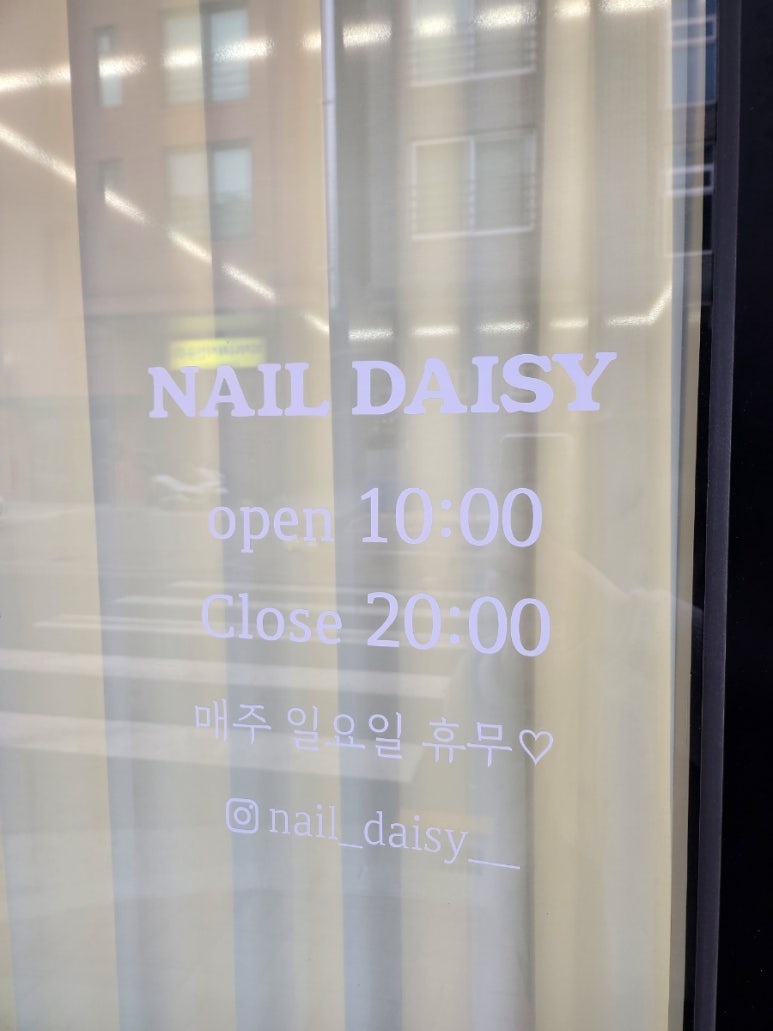 NAIL DAISY
open 10:00
Close 20:00
매주 일요일 휴무♡
nail_daisy__